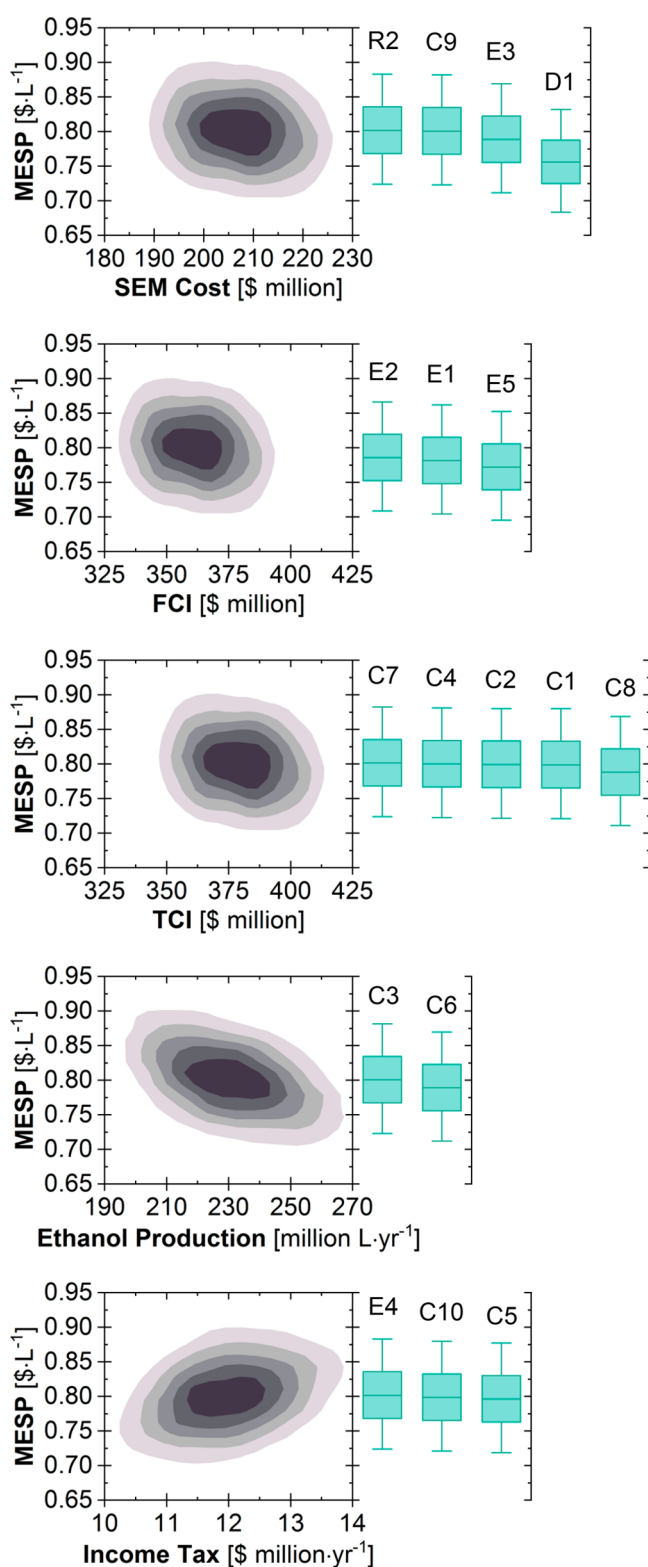 0.95
0.90
0.85
0.80
0.75
0.70
0.65
MESP [$·L⁻¹]
R2 C9 E3 D1
180 190 200 210 220 230
SEM Cost [$ million]
0.95
0.90
0.85
0.80
0.75
0.70
0.65
MESP [$·L⁻¹]
E2 E1 E5
325 350 375 400 425
FCI [$ million]
0.95
0.90
0.85
0.80
0.75
0.70
0.65
MESP [$·L⁻¹]
C7 C4 C2 C1 C8
325 350 375 400 425
TCI [$ million]
0.95
0.90
0.85
0.80
0.75
0.70
0.65
MESP [$·L⁻¹]
C3 C6
190 210 230 250 270
Ethanol Production [million L·yr⁻¹]
0.95
0.90
0.85
0.80
0.75
0.70
0.65
MESP [$·L⁻¹]
E4 C10 C5
10 11 12 13 14
Income Tax [$ million·yr⁻¹]